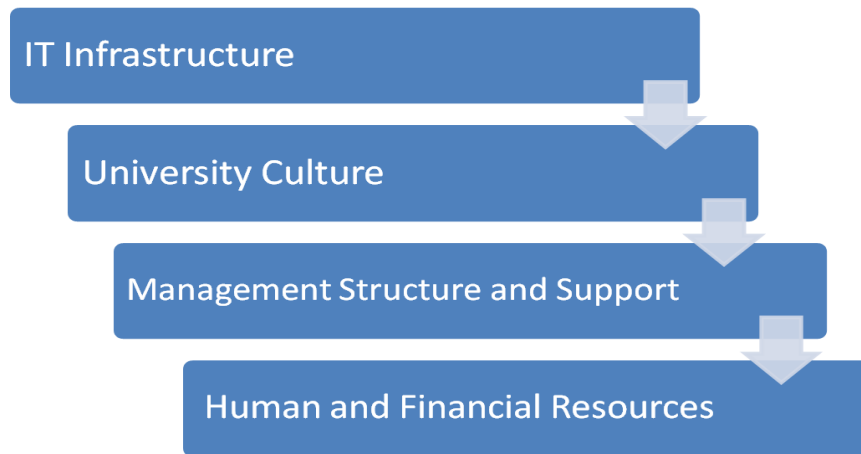 IT Infrastructure
University Culture
Management Structure and Support
Human and Financial Resources